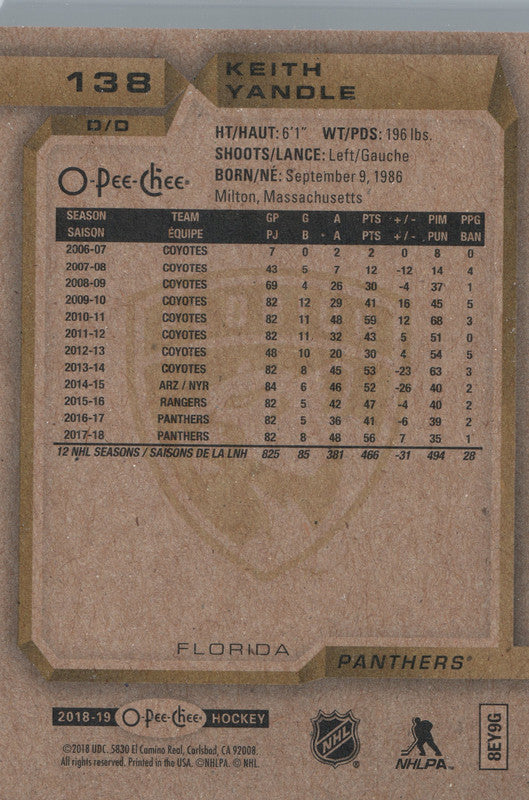 138
KEITH
YANDLE
D/D
HT/HAUT: 6'1" WT/PDS: 196 lbs.
SHOOTS/LANCE: Left/Gauche
BORN/NÉ: September 9, 1986
Milton, Massachusetts
O-Pee-Chee®
SEASON TEAM GP G A PTS +/- PIM PPG
SAISON ÉQUIPE PJ B A PTS +/- PUN BAN
2006-07 COYOTES 7 0 2 2 0 8 0
2007-08 COYOTES 43 5 7 12 -12 14 4
2008-09 COYOTES 69 4 26 30 -4 37 1
2009-10 COYOTES 82 12 29 41 16 45 5
2010-11 COYOTES 82 11 48 59 12 68 3
2011-12 COYOTES 82 11 32 43 5 51 0
2012-13 COYOTES 48 10 20 30 4 54 5
2013-14 COYOTES 82 8 45 53 -23 63 3
2014-15 ARZ / NYR 84 6 46 52 -26 40 2
2015-16 RANGERS 82 5 42 47 -4 40 2
2016-17 PANTHERS 82 5 36 41 -6 39 2
2017-18 PANTHERS 82 8 48 56 7 35 1
12 NHL SEASONS / SAISONS DE LA LNH 825 85 381 466 -31 494 28
FLORIDA
PANTHERS®
2018-19 O-Pee-Chee® HOCKEY
©2018 UDC. 5830 El Camino Real, Carlsbad, CA 92008.
All rights reserved. Printed in the USA. ©NHLPA. © NHL.
NHL ®
NHLPA™
8EY9G